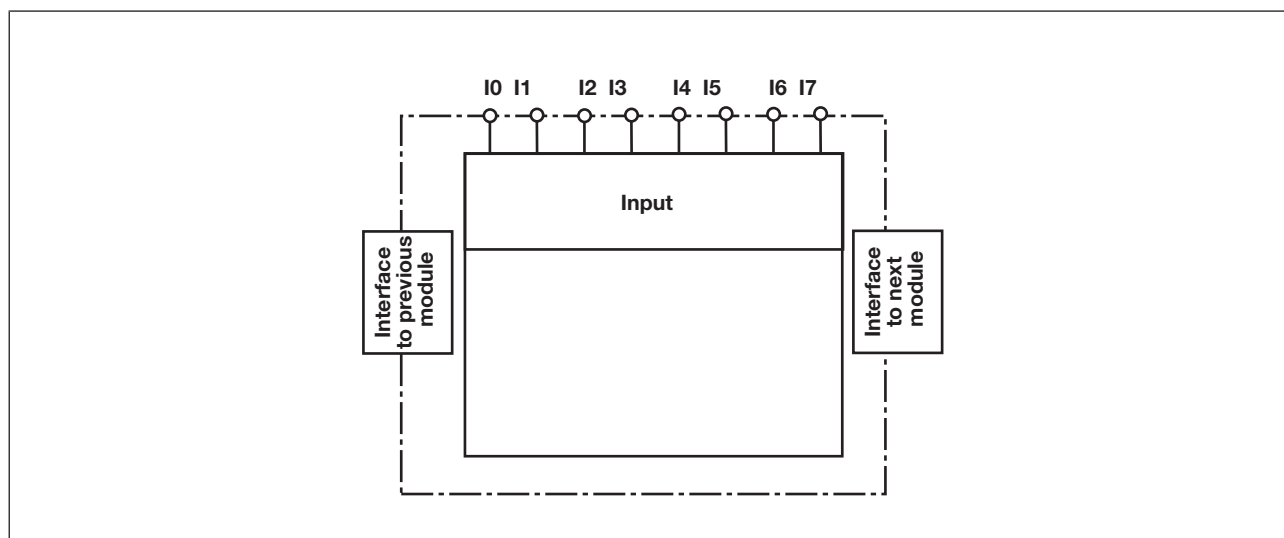 I0 I1 I2 I3 I4 I5 I6 I7
Input
Interface
to previous
module
Interface
to next
module